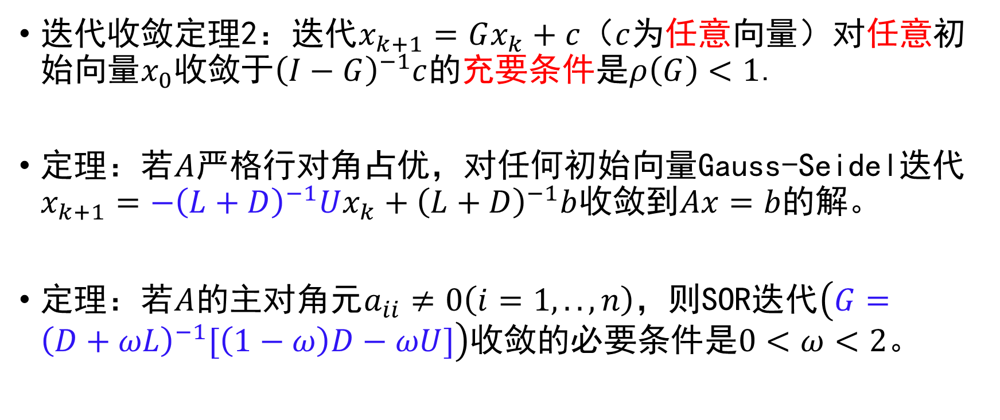 • 迭代收敛定理2：迭代$x_{k+1} = Gx_k + c$（$c$为任意向量）对任意初
始向量$x_0$收敛于$(I - G)^{-1}c$的充要条件是$\rho(G) < 1$.
• 定理：若$A$严格行对角占优，对任何初始向量Gauss-Seidel迭代
$x_{k+1} = -(L + D)^{-1}Ux_k + (L + D)^{-1}b$收敛到$Ax = b$的解。
• 定理：若$A$的主对角元$a_{ii} \neq 0(i = 1,..,n)$，则SOR迭代$(G =$
$(D + \omega L)^{-1}[(1 - \omega)D - \omega U])$收敛的必要条件是$0 < \omega < 2$。